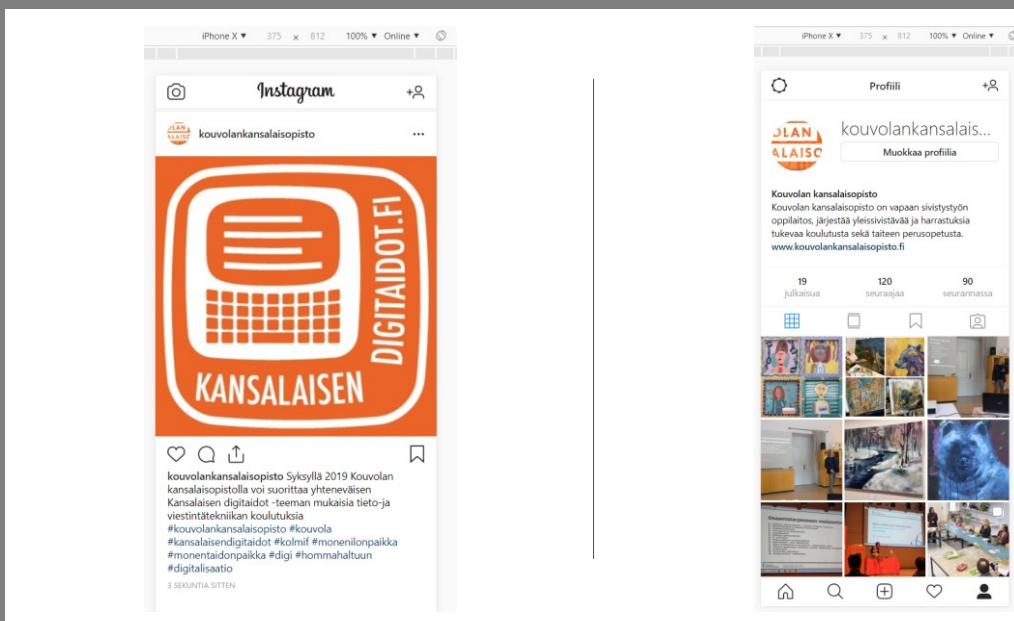 iPhone X ▼ 375 x 812 100% ▼ Online ▼
Instagram
kouvolankansalaisopisto
DIGITAIDOT.FI
KANSALAISEN
kouvolankansalaisopisto Syksyllä 2019 Kouvolan
kansalaisopistolla voi suorittaa yhteneväisen
Kansalaisen digitaidot -teeman mukaisia tieto-ja
viestintätekniikan koulutuksia
#kouvolankansalaisopisto #kouvola
#kansalaisendigitaidot #kolmif #monenilonpaikka
#monentaidonpaikka #digi #hommahaltuun
#digitalisaatio
3 SEKUNTIA SITTEN
iPhone X ▼ 375 x 812 100% ▼ Online ▼
Profiili
OLAN
ALAISO
kouvolankansalais...
Muokkaa profiilia
Kouvolan kansalaisopisto
Kouvolan kansalaisopisto on vapaan sivistystyön
oppilaitos, järjestää yleissivistävää ja harrastuksia
tukevaa koulutusta sekä taiteen perusopetusta.
www.kouvolankansalaisopisto.fi
19 120 90
julkaisua seuraajaa seurannassa